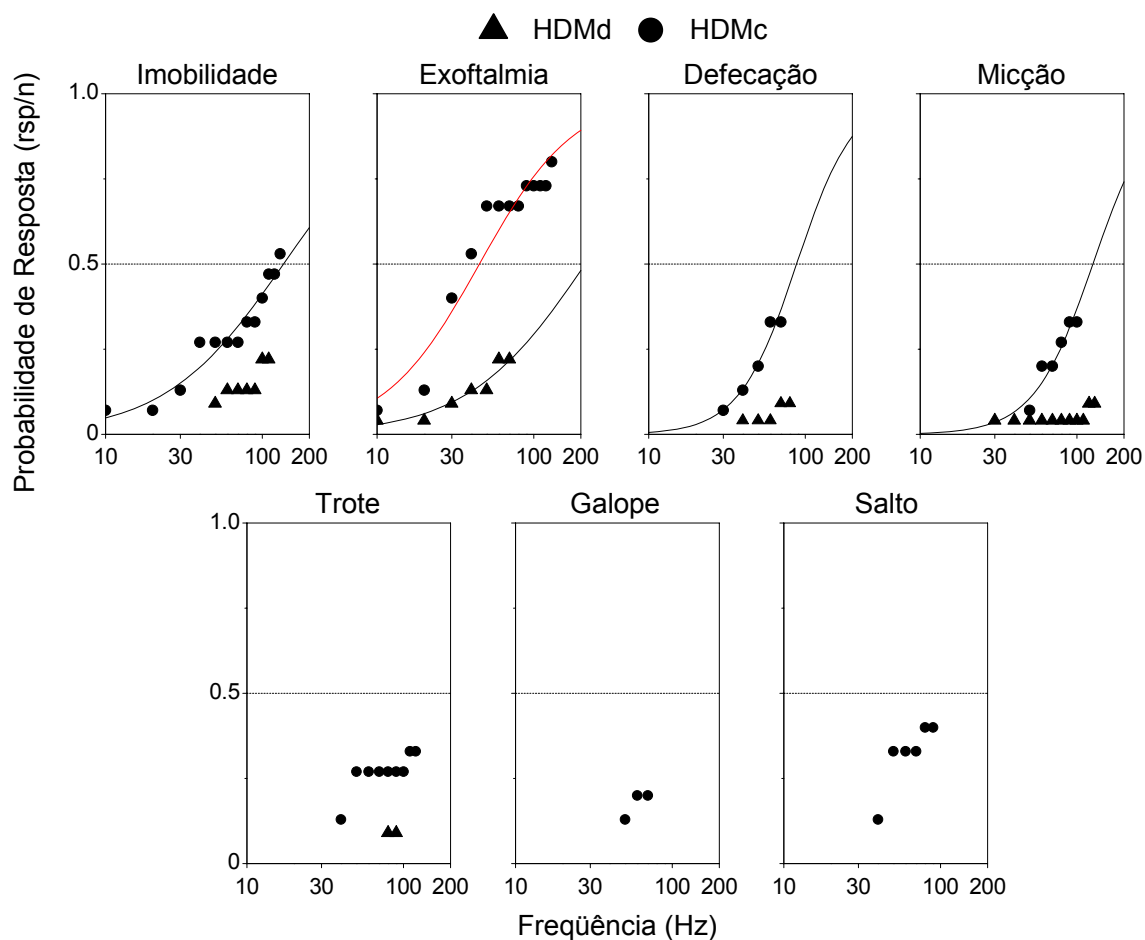 HDMd HDMc
Imobilidade Exoftalmia Defecação Micção
Probabilidade de Resposta (rsp/n)
1.0
0.5
0
10 30 100 200 10 30 100 200 10 30 100 200 10 30 100 200
Trote Galope Salto
1.0
0.5
0
10 30 100 200 10 30 100 200 10 30 100 200
Freqüência (Hz)